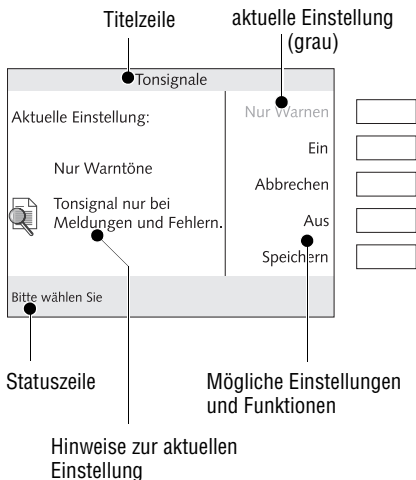 Titelzeile
aktuelle Einstellung
(grau)
Tonsignale
Aktuelle Einstellung:
Nur Warnen
Ein
Nur Warntöne
Abbrechen
Tonsignal nur bei
Meldungen und Fehlern.
Aus
Speichern
Bitte wählen Sie
Statuszeile
Mögliche Einstellungen
und Funktionen
Hinweise zur aktuellen
Einstellung